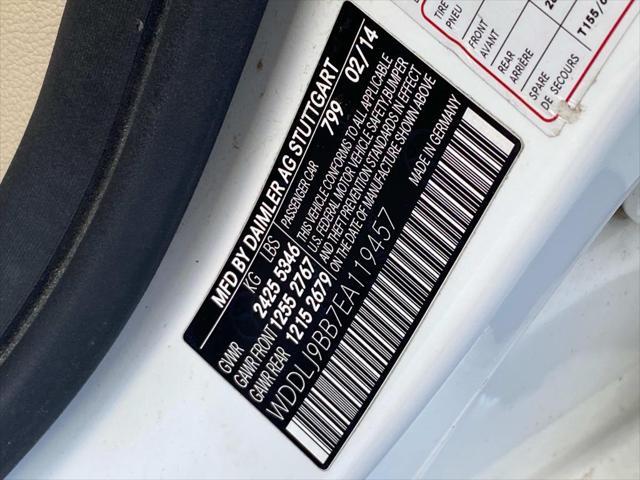 MFD BY DAIMLER AG STUTTGART
799 02/14
KG LBS
GVWR 2425 5346
GAWR FRONT 1255 2767
GAWR REAR 1215 2679
PASSENGER CAR
THIS VEHICLE CONFORMS TO ALL APPLICABLE
U.S. FEDERAL MOTOR VEHICLE SAFETY, BUMPER
AND THEFT PREVENTION STANDARDS IN EFFECT
ON THE DATE OF MANUFACTURE SHOWN ABOVE
WDDLJ9BB7EA119457
MADE IN GERMANY
TIRE
PNEU
FRONT
AVANT
REAR
ARRIÈRE
SPARE
DE SECOURS